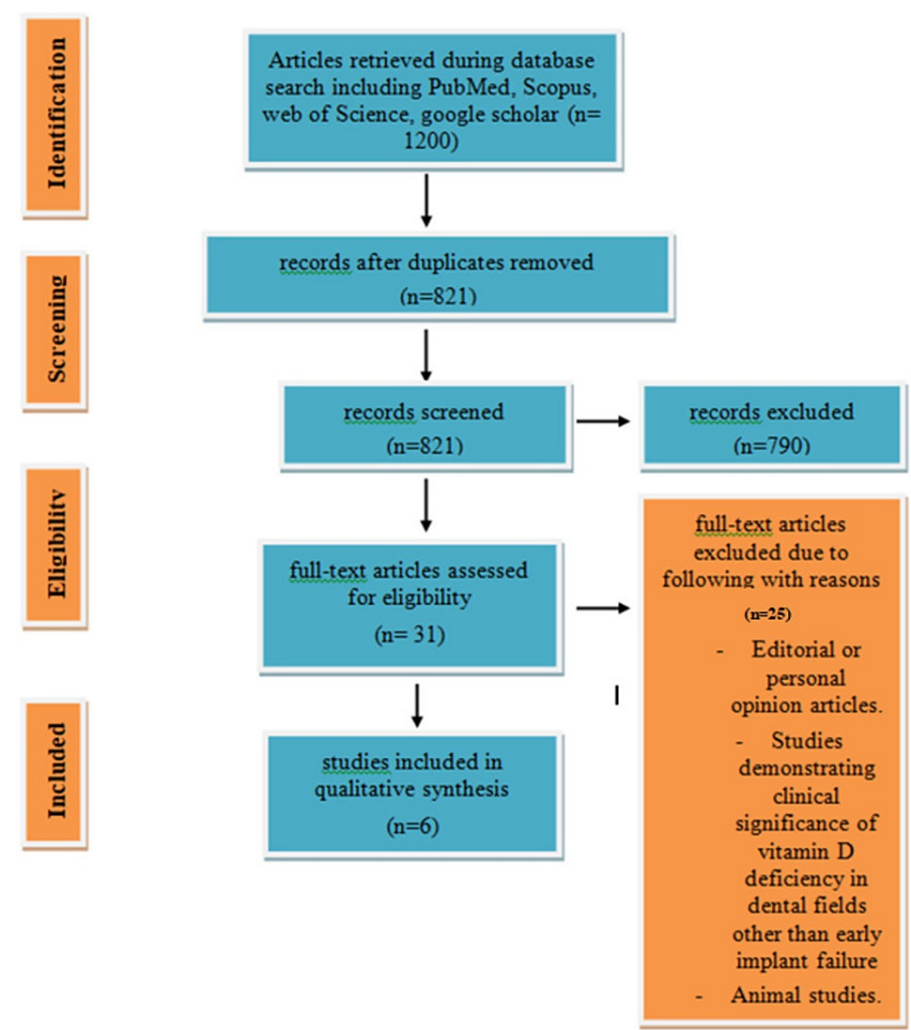 Identification
Articles retrieved during database
search including PubMed, Scopus,
web of Science, google scholar (n=
1200)
records after duplicates removed
(n=821)
Screening
records screened
(n=821)
records excluded
(n=790)
Eligibility
full-text articles assessed
for eligibility
(n= 31)
full-text articles
excluded due to
following with reasons
(n=25)
- Editorial or
personal
opinion articles.
- Studies
demonstrating
clinical
significance of
vitamin D
deficiency in
dental fields
other than early
implant failure
- Animal studies.
Included
studies included in
qualitative synthesis
(n=6)